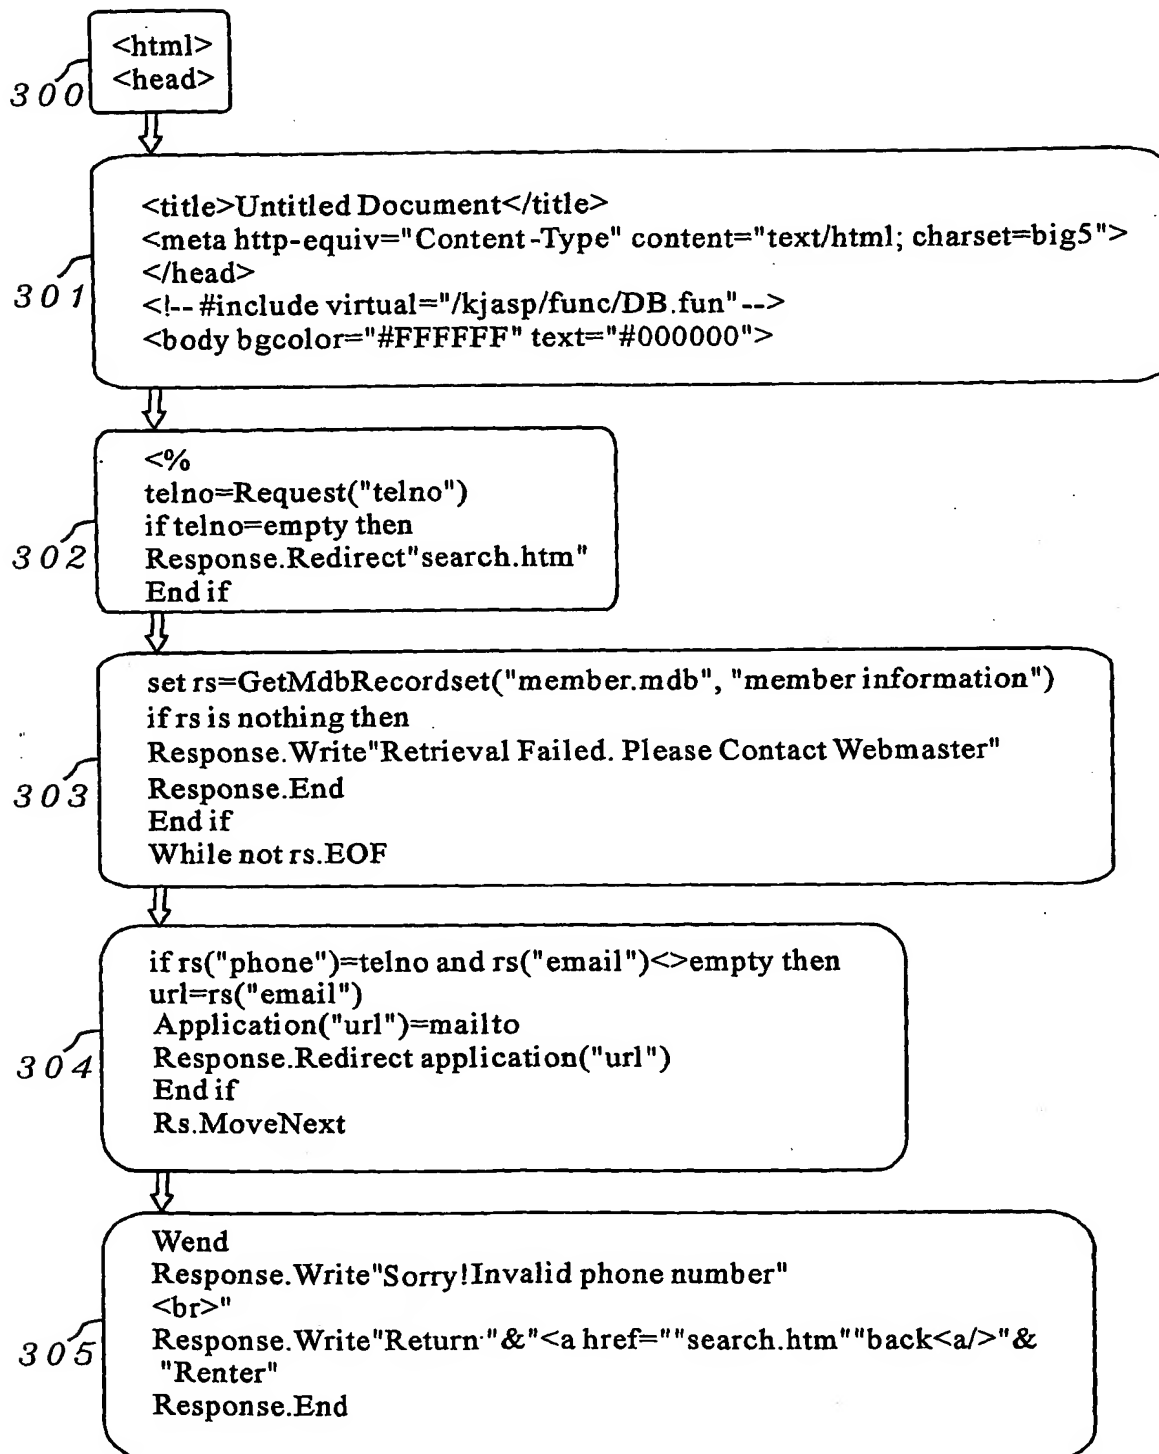 <html>
<head>
300
<title>Untitled Document</title>
<meta http-equiv="Content-Type" content="text/html; charset=big5">
</head>
301
<!-- #include virtual="/kjasp/func/DB.fun" -->
<body bgcolor="#FFFFFF" text="#000000">
<%
telno=Request("telno")
if telno=empty then
302
Response.Redirect"search.htm"
End if
set rs=GetMdbRecordset("member.mdb", "member information")
if rs is nothing then
Response.Write"Retrieval Failed. Please Contact Webmaster"
303
Response.End
End if
While not rs.EOF
if rs("phone")=telno and rs("email")<>empty then
url=rs("email")
Application("url")=mailto
304
Response.Redirect application("url")
End if
Rs.MoveNext
Wend
Response.Write"Sorry!Invalid phone number"
<br>"
305
Response.Write"Return "&"<a href=""search.htm""back<a/>"&
"Renter"
Response.End